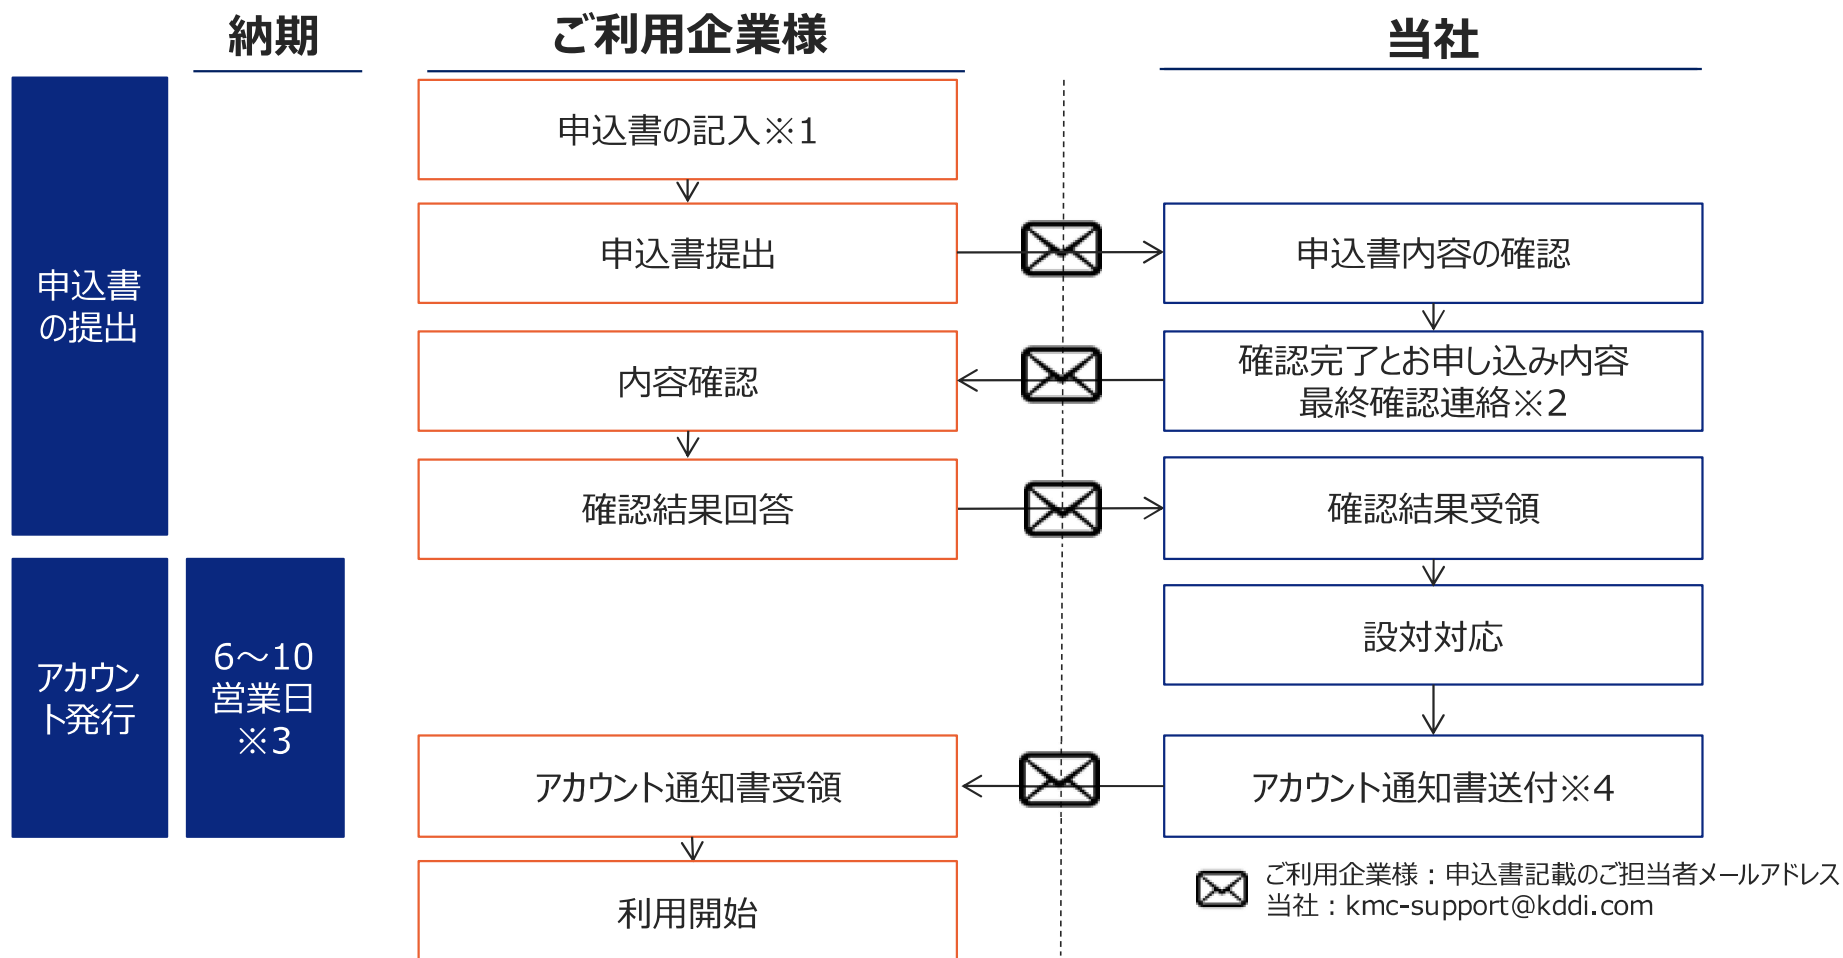 納期
ご利用企業様
当社
申込書
の提出
申込書の記入※1
申込書提出
申込書内容の確認
内容確認
確認完了とお申し込み内容
最終確認連絡※2
確認結果回答
確認結果受領
アカウン
ト発行
6～10
営業日
※3
設対対応
アカウント通知書受領
アカウント通知書送付※4
利用開始
ご利用企業様：申込書記載のご担当者メールアドレス
当社：kmc-support@kddi.com